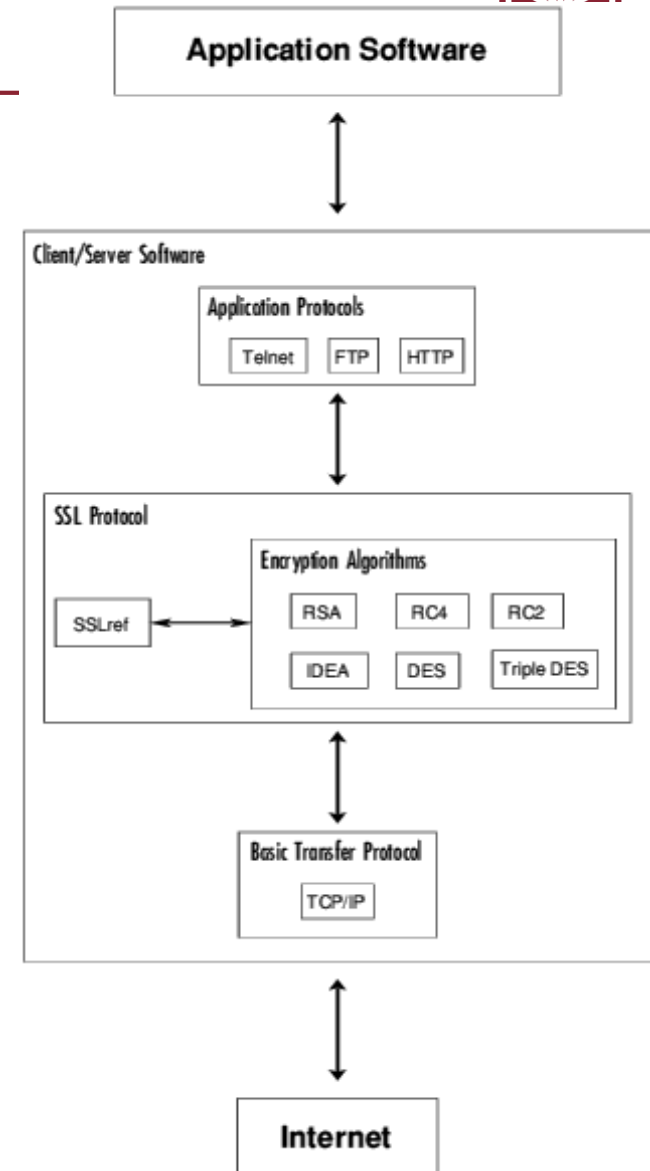 Application Software
Client/Server Software
Application Protocols
Telnet FTP HTTP
SSL Protocol
Encryption Algorithms
SSLref
RSA RC4 RC2
IDEA DES Triple DES
Basic Transfer Protocol
TCP/IP
Internet